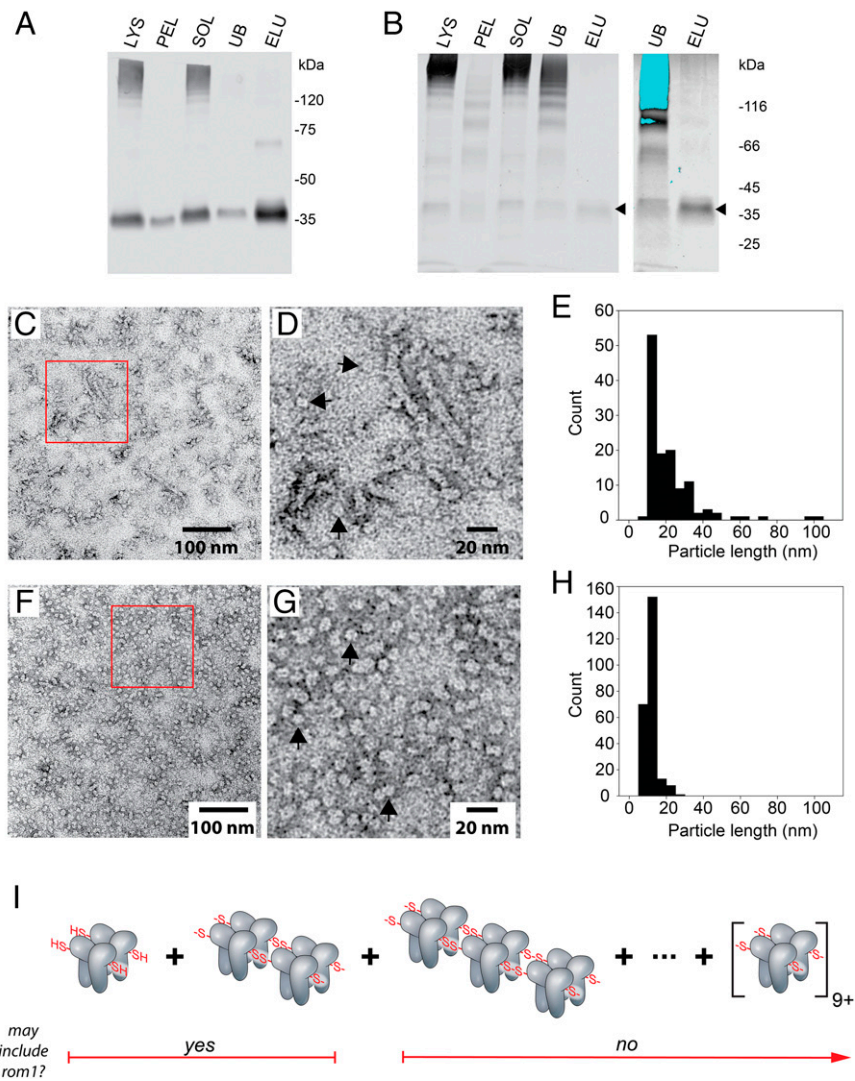 A
LYS PEL SOL UB ELU
kDa
-120
-75
-50
-35
B
LYS PEL SOL UB ELU
UB ELU
kDa
-116
-66
-45
-35
-25
C
100 nm
D
20 nm
E
60
50
40
30
20
10
0
Count
0 20 40 60 80 100
Particle length (nm)
F
100 nm
G
20 nm
H
160
140
120
100
80
60
40
20
0
Count
0 20 40 60 80 100
Particle length (nm)
I
HS HS SH SH + -S -S SS SS S- S- + -S -S S-S S-S S-S S-S S- S- + ... + [ -S -S S- S- ] 9+
may
include
rom1?
yes
no